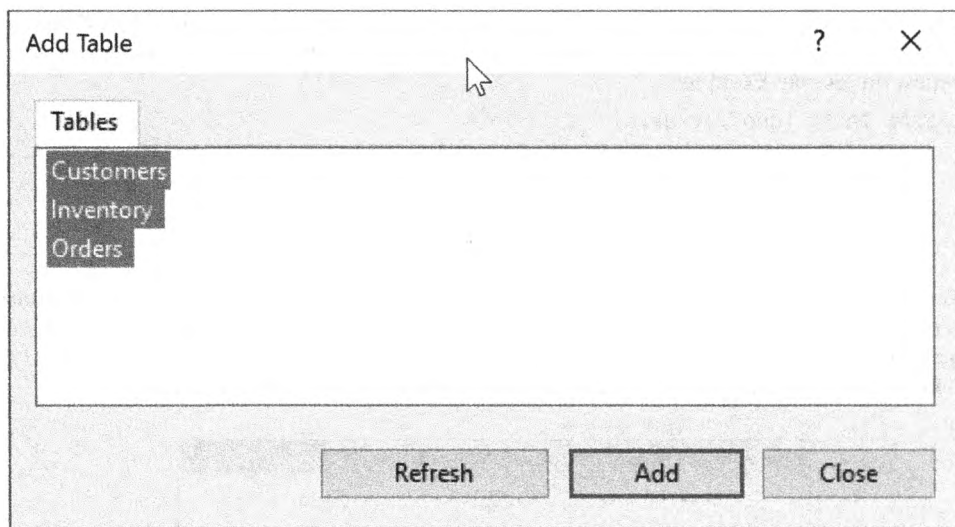 Add Table
?
Tables
Customers
Inventory
Orders
Refresh
Add
Close